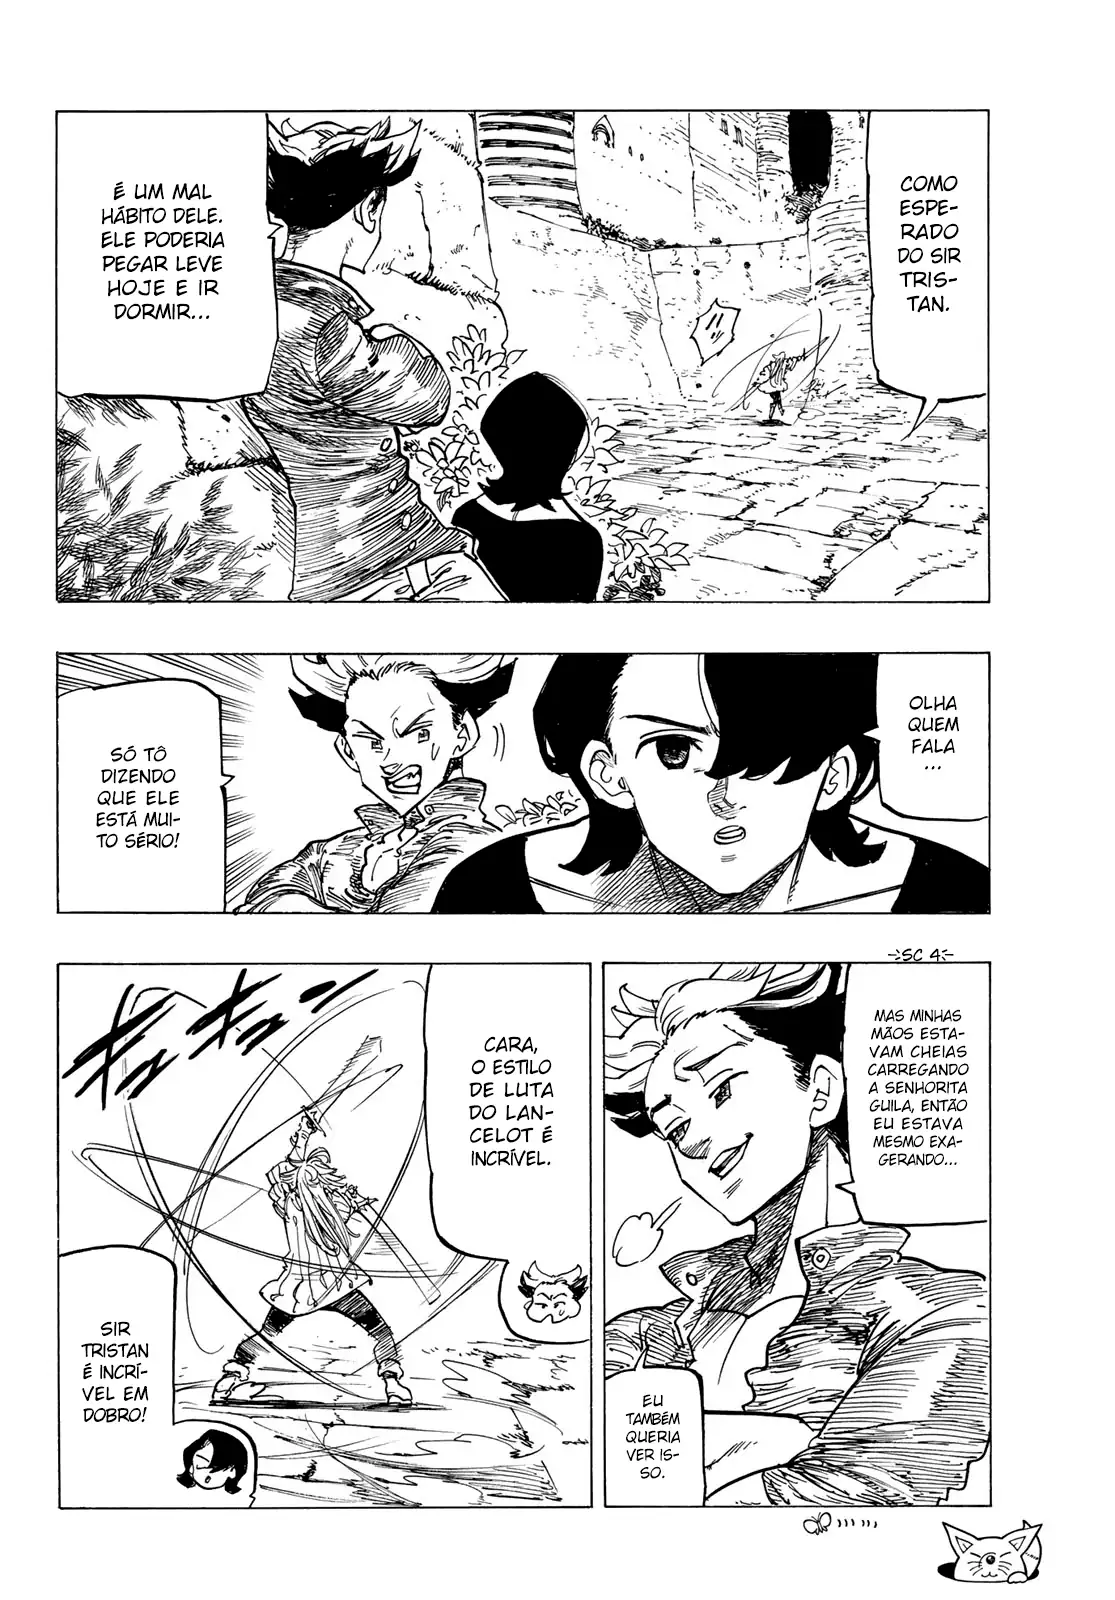 COMO
ESPE-
RADO
DO SIR
TRIS-
TAN.
É UM MAL
HÁBITO DELE.
ELE PODERIA
PEGAR LEVE
HOJE E IR
DORMIR...
OLHA
QUEM
FALA
...
SÓ TÔ
DIZENDO
QUE ELE
ESTÁ MUI-
TO SÉRIO!
SC 4
MAS MINHAS
MÃOS ESTA-
VAM CHEIAS
CARREGANDO
A SENHORITA
GUILA, ENTÃO
EU ESTAVA
MESMO EXA-
GERANDO...
EU
TAMBÉM
QUERIA
VER IS-
SO.
CARA,
O ESTILO
DE LUTA
DO LAN-
CELOT É
INCRÍVEL.
SIR
TRISTAN
É INCRÍ-
VEL EM
DOBRO!